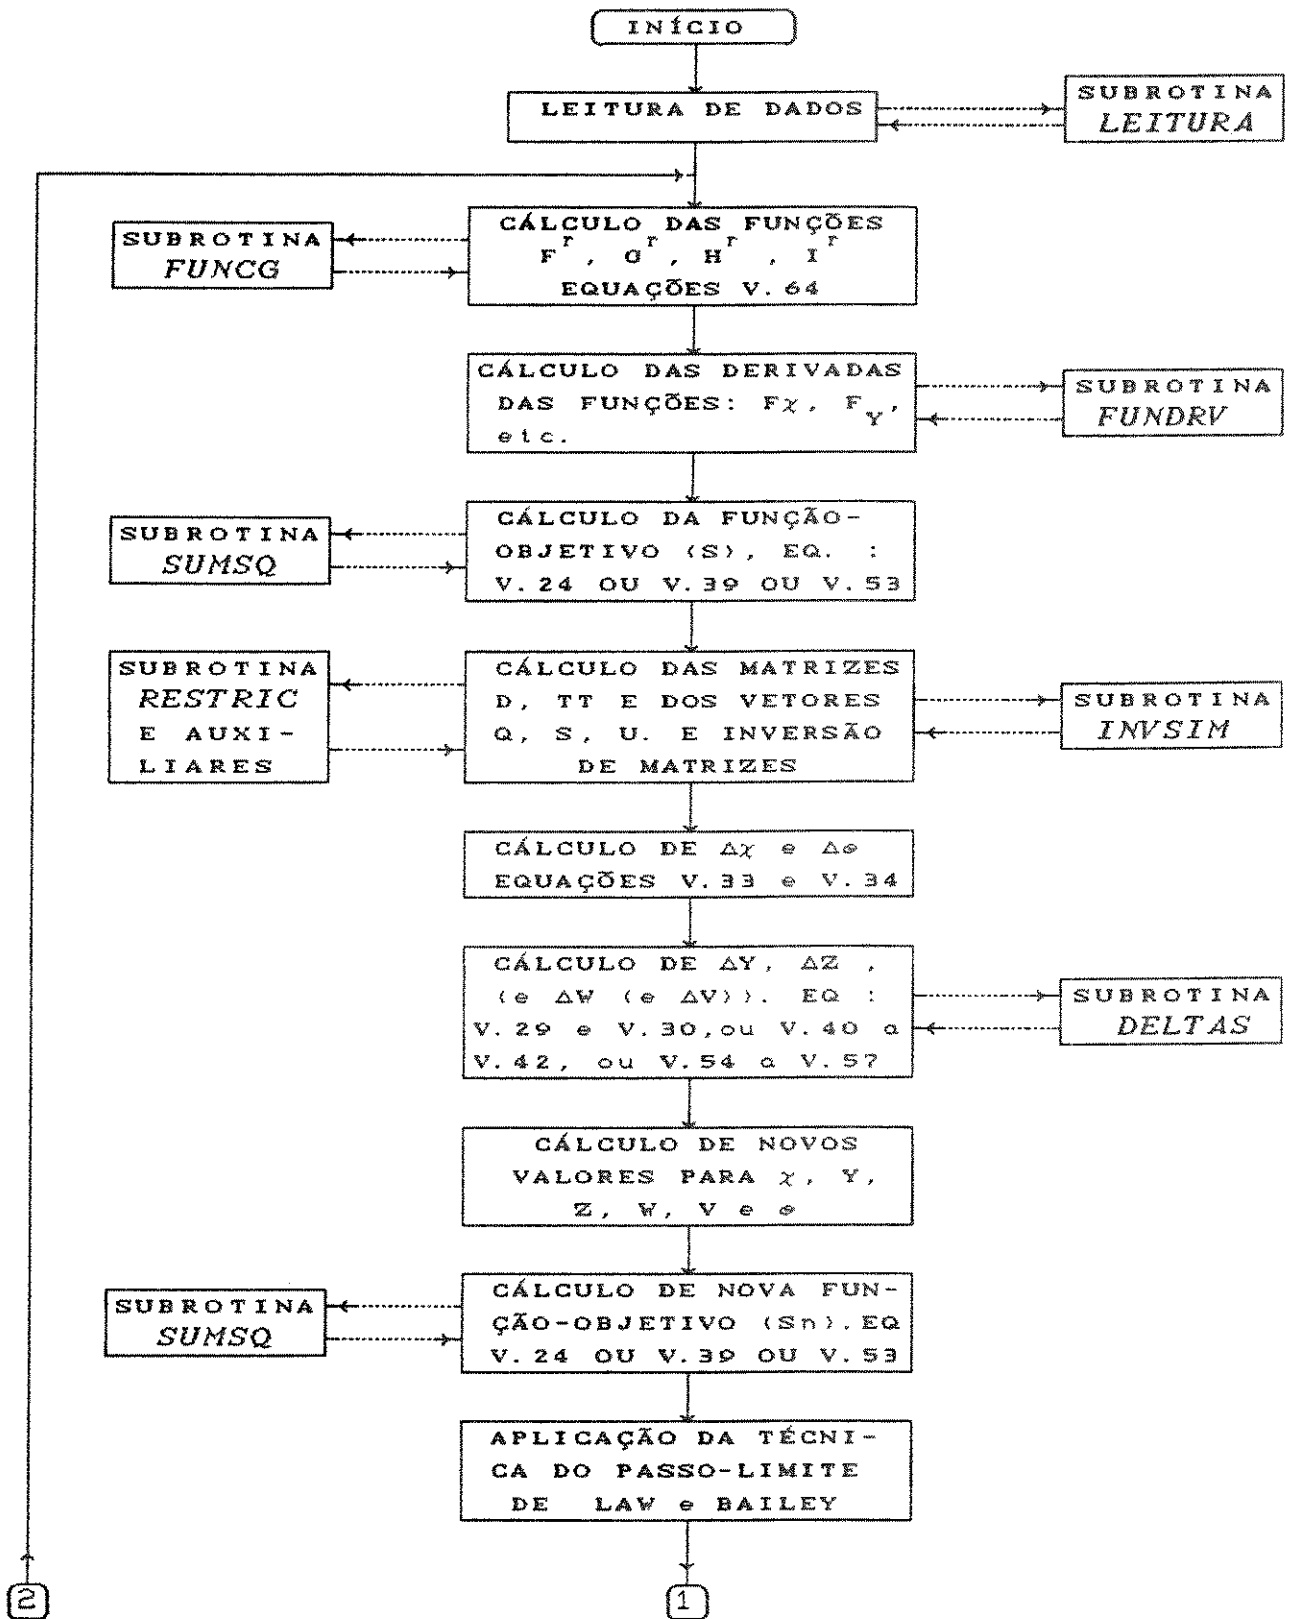 INÍCIO
LEITURA DE DADOS
SUBROTINA
LEITURA
CÁLCULO DAS FUNÇÕES
F^r, G^r, H^r, I^r
EQUAÇÕES V.64
SUBROTINA
FUNCG
CÁLCULO DAS DERIVADAS
DAS FUNÇÕES: Fχ, F_Y,
etc.
SUBROTINA
FUNDRV
CÁLCULO DA FUNÇÃO-
OBJETIVO (S), EQ. :
V.24 OU V.39 OU V.53
SUBROTINA
SUMSQ
CÁLCULO DAS MATRIZES
D, TT E DOS VETORES
Q, S, U. E INVERSÃO
DE MATRIZES
SUBROTINA
RESTRIC
E AUXI-
LIARES
SUBROTINA
INVSIM
CÁLCULO DE Δχ e Δɵ
EQUAÇÕES V.33 e V.34
CÁLCULO DE ΔY, ΔZ ,
(e ΔW (e ΔV)). EQ :
V.29 e V.30,ou V.40 a
V.42, ou V.54 a V.57
SUBROTINA
DELTAS
CÁLCULO DE NOVOS
VALORES PARA χ, Y,
Z, W, V e ɵ
CÁLCULO DE NOVA FUN-
ÇÃO-OBJETIVO (Sn).EQ
V.24 OU V.39 OU V.53
SUBROTINA
SUMSQ
APLICAÇÃO DA TÉCNI-
CA DO PASSO-LIMITE
DE LAW e BAILEY
2
1